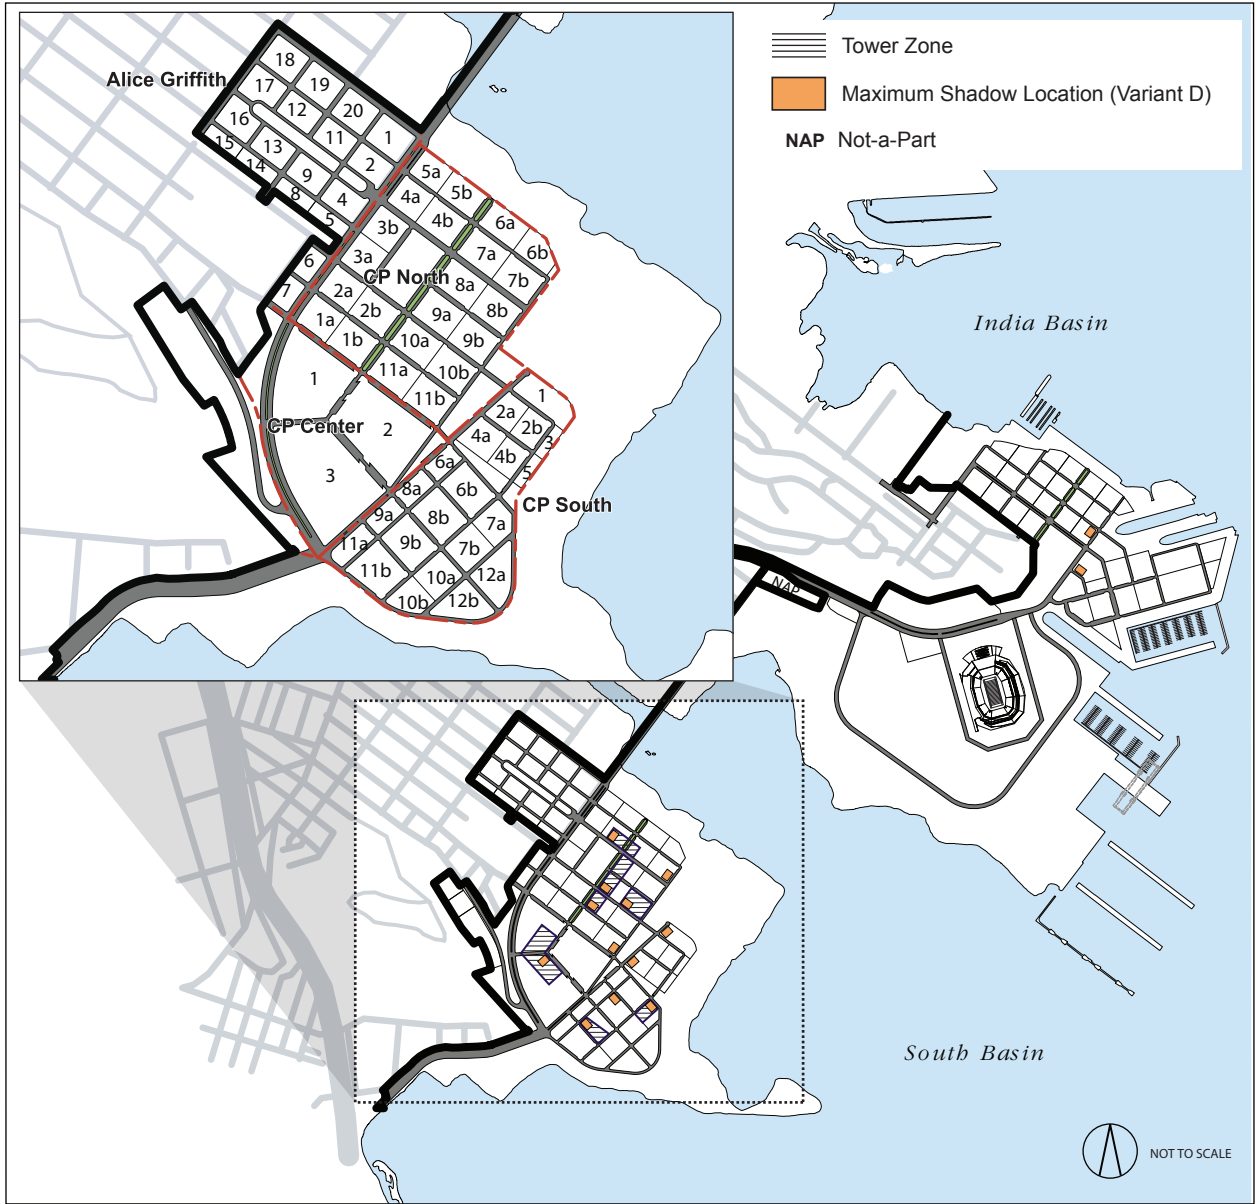 Tower Zone
Maximum Shadow Location (Variant D)
NAP Not-a-Part
Alice Griffith
18
19
20
1
17
12
11
2
16
13
9
4
15
14
8
5
6
7
5a
5b
4a
4b
6a
6b
3b
3a
7a
7b
CP North
2a
2b
8a
8b
1a
1b
9a
9b
10a
10b
11a
11b
1
2
3
CP Center
1
2a
2b
3
4a
4b
5
6a
6b
CP South
7a
7b
8a
8b
9a
9b
10a
10b
11a
11b
12a
12b
India Basin
NAP
South Basin
NOT TO SCALE